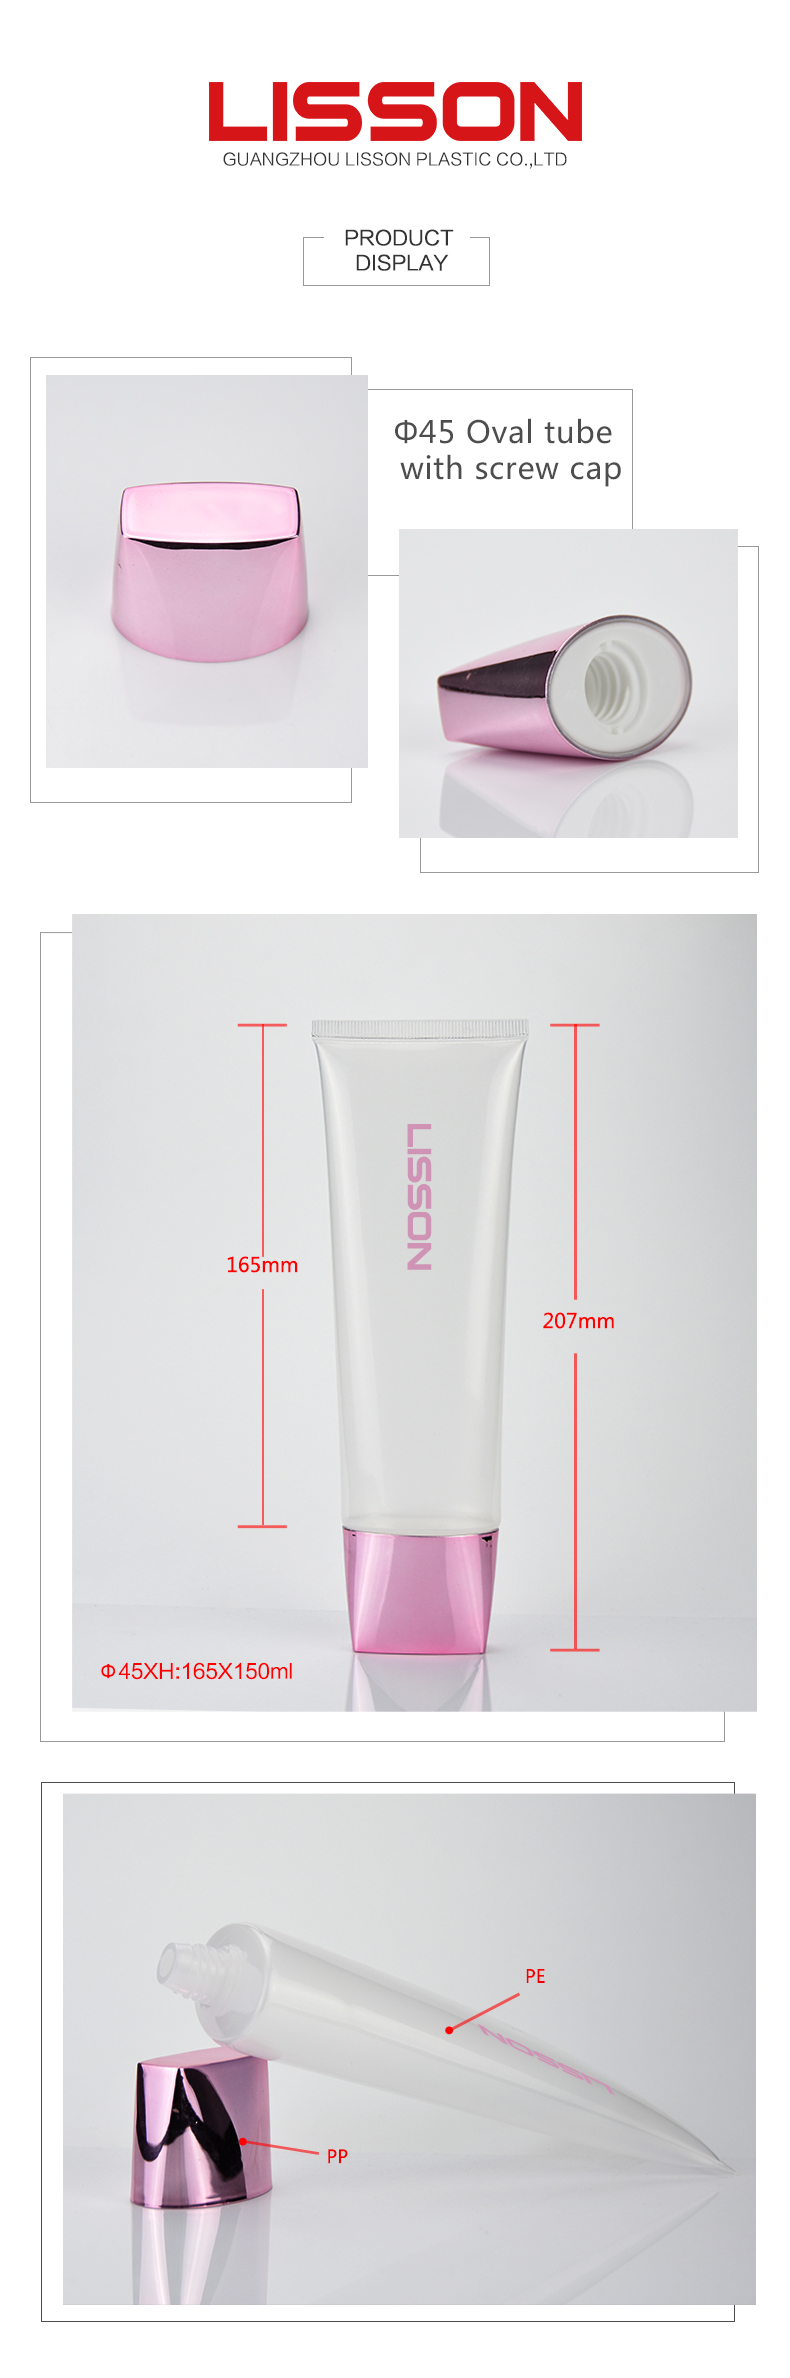 LISSON
GUANGZHOU LISSON PLASTIC CO.,LTD
PRODUCT
DISPLAY
Φ45 Oval tube
with screw cap
LISSON
165mm
207mm
Φ45XH:165X150ml
PE
LISSON
PP